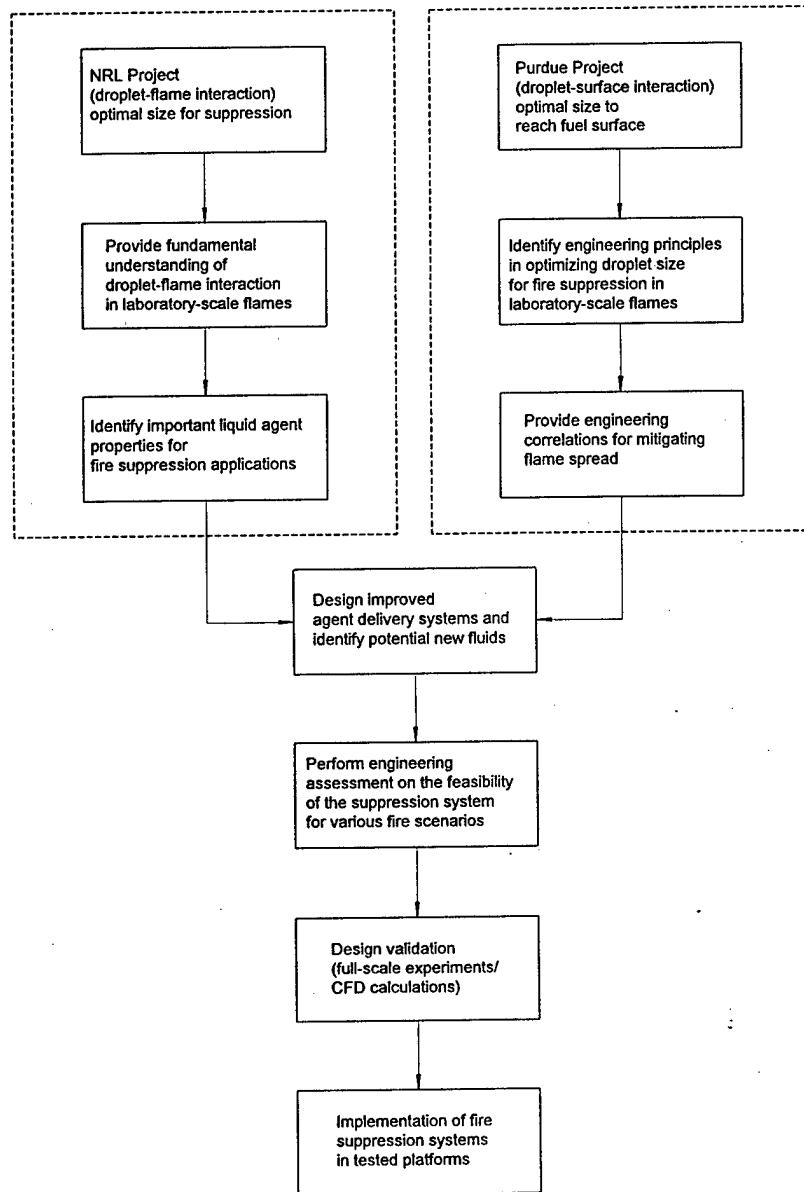 NRL Project
(droplet-flame interaction)
optimal size for suppression
Provide fundamental
understanding of
droplet-flame interaction
in laboratory-scale flames
Identify important liquid agent
properties for
fire suppression applications
Purdue Project
(droplet-surface interaction)
optimal size to
reach fuel surface
Identify engineering principles
in optimizing droplet size
for fire suppression in
laboratory-scale flames
Provide engineering
correlations for mitigating
flame spread
Design improved
agent delivery systems and
identify potential new fluids
Perform engineering
assessment on the feasibility
of the suppression system
for various fire scenarios
Design validation
(full-scale experiments/
CFD calculations)
Implementation of fire
suppression systems
in tested platforms